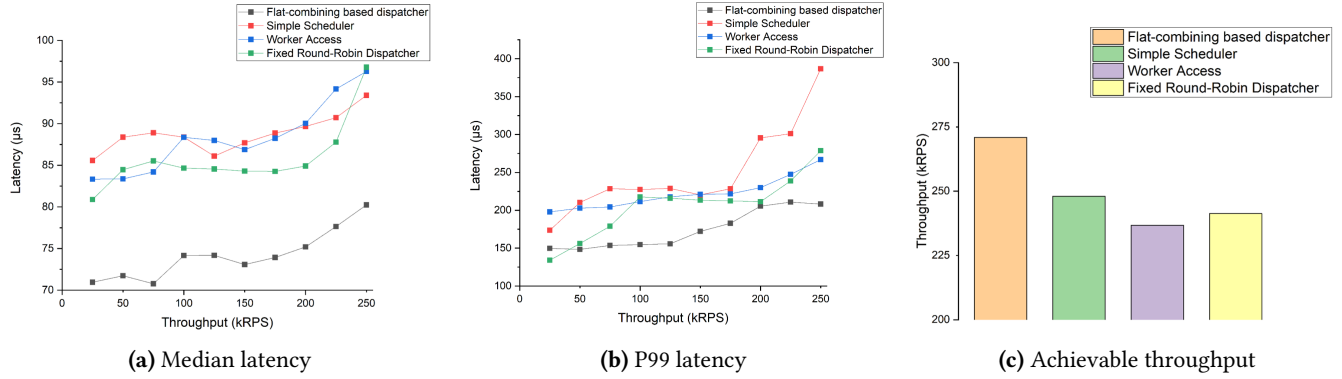 Flat-combining based dispatcher
Simple Scheduler
Worker Access
Fixed Round-Robin Dispatcher
100
95
90
85
80
75
70
Latency (µs)
0 50 100 150 200 250
Throughput (kRPS)
(a) Median latency
Flat-combining based dispatcher
Simple Scheduler
Worker Access
Fixed Round-Robin Dispatcher
400
350
300
250
200
150
100
Latency (µs)
0 50 100 150 200 250
Throughput (kRPS)
(b) P99 latency
Flat-combining based dispatcher
Simple Scheduler
Worker Access
Fixed Round-Robin Dispatcher
300
275
250
225
200
Throughput (kRPS)
(c) Achievable throughput